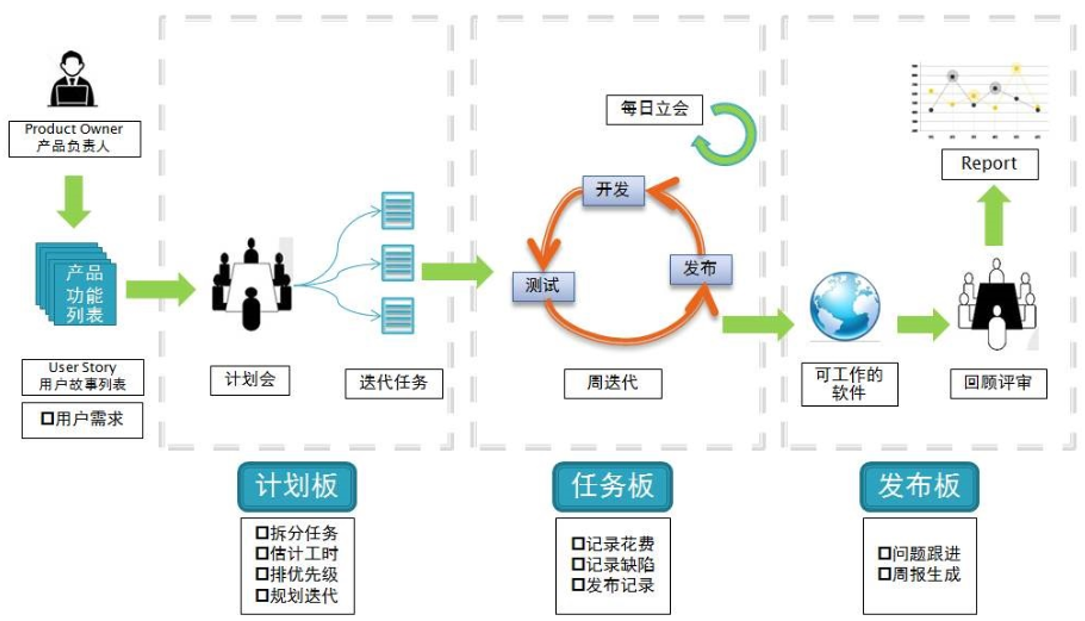 Product Owner
产品负责人
产品
功能
列表
User Story
用户故事列表
用户需求
计划会
迭代任务
每日立会
开发
测试
发布
周迭代
Report
可工作的
软件
回顾评审
计划板
拆分任务
估计工时
排优先级
规划迭代
任务板
记录花费
记录缺陷
发布记录
发布板
问题跟进
周报生成